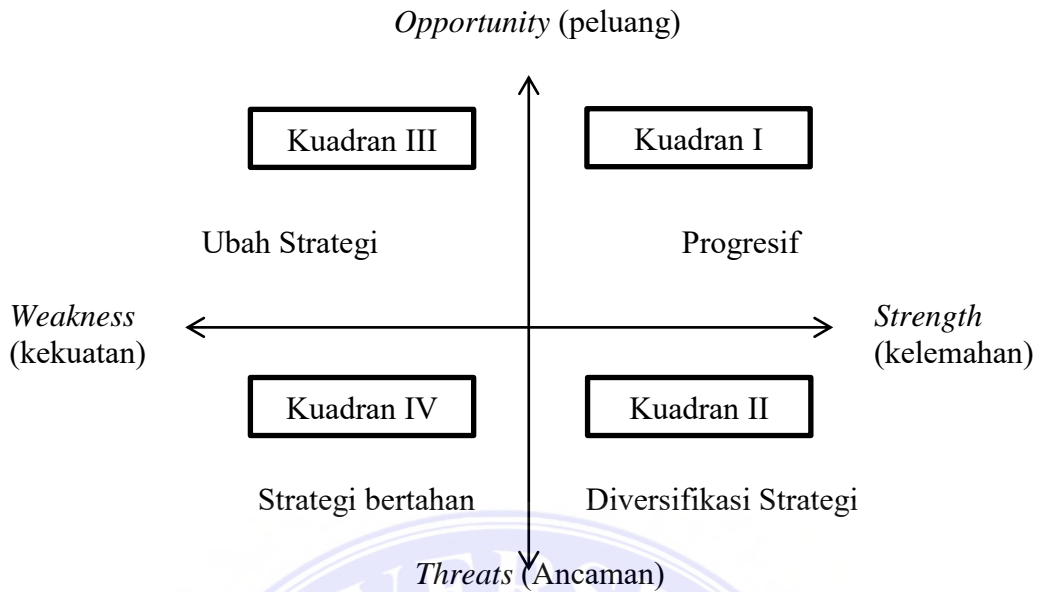 Opportunity (peluang)
Kuadran III
Kuadran I
Ubah Strategi
Progresif
Weakness
(kekuatan)
Strength
(kelemahan)
Kuadran IV
Kuadran II
Strategi bertahan
Diversifikasi Strategi
Threats (Ancaman)